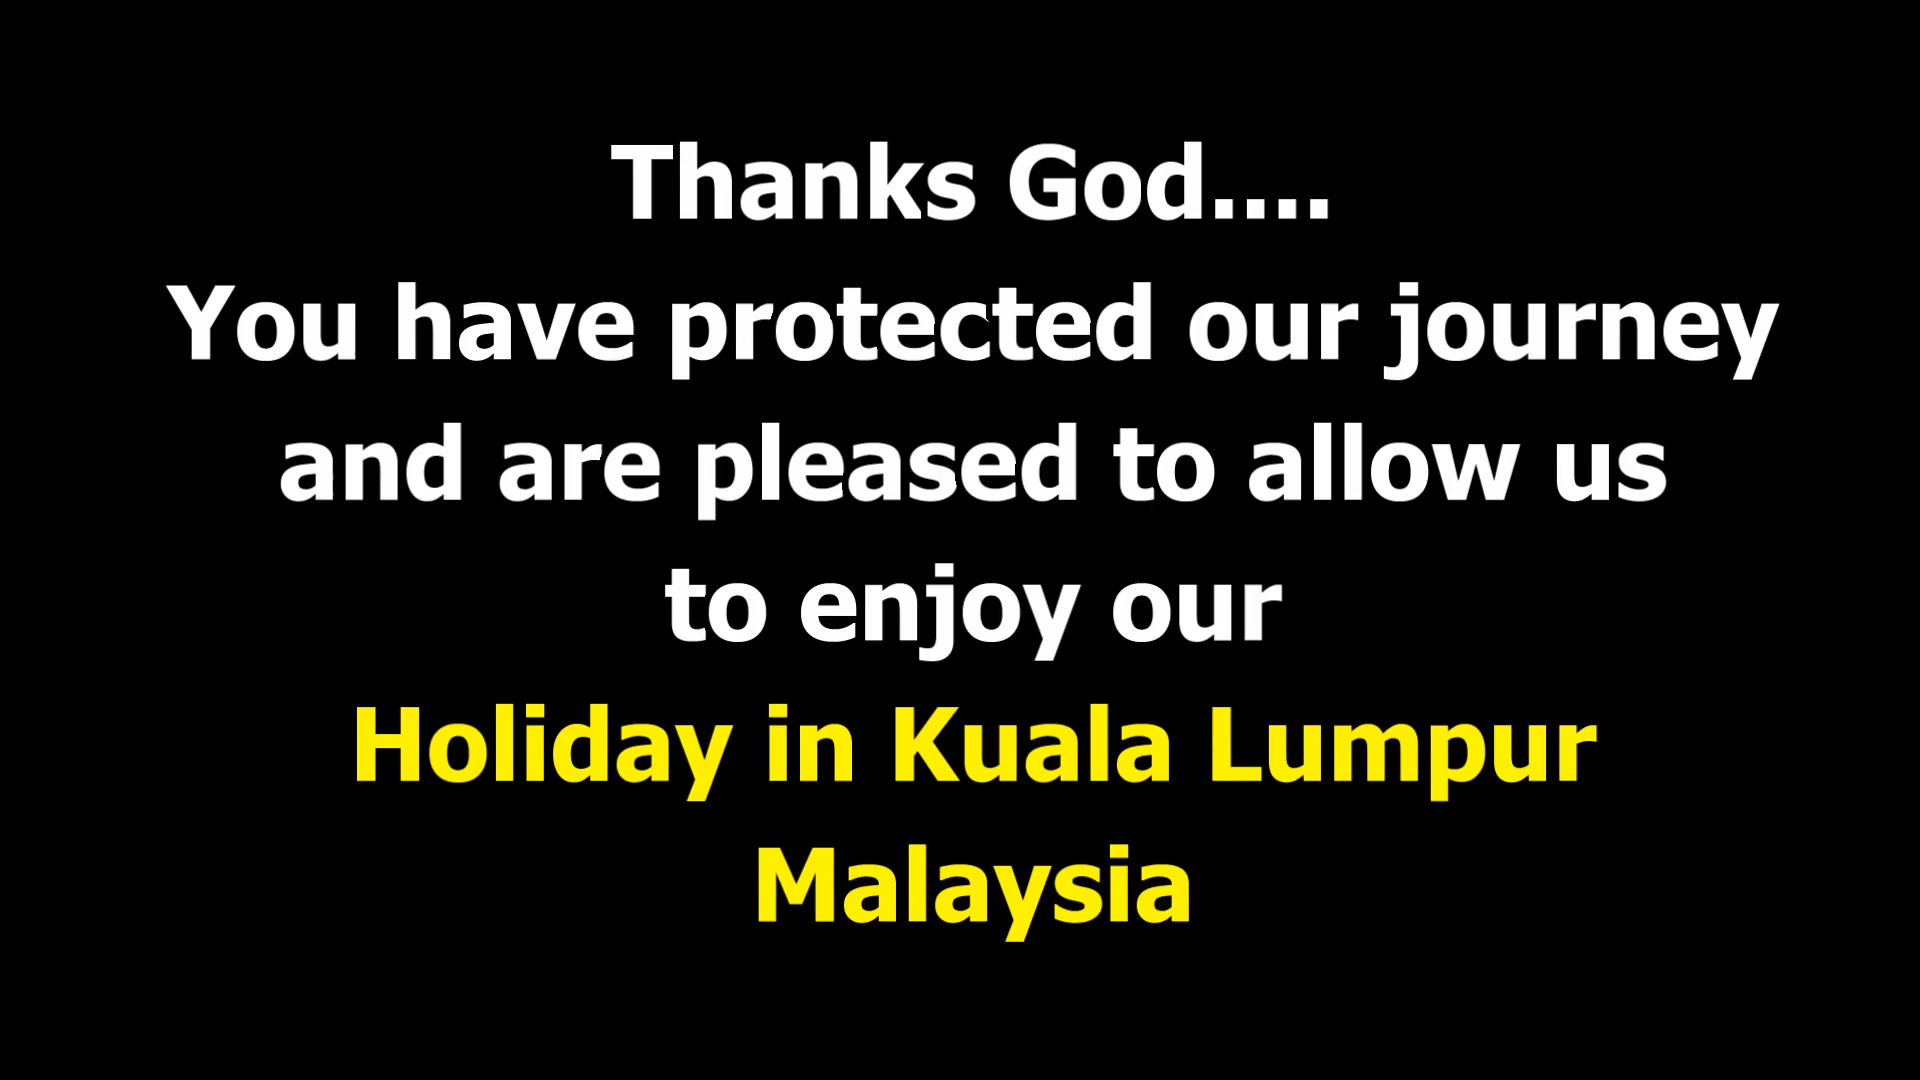 Thanks God....
You have protected our journey
and are pleased to allow us
to enjoy our
Holiday in Kuala Lumpur
Malaysia